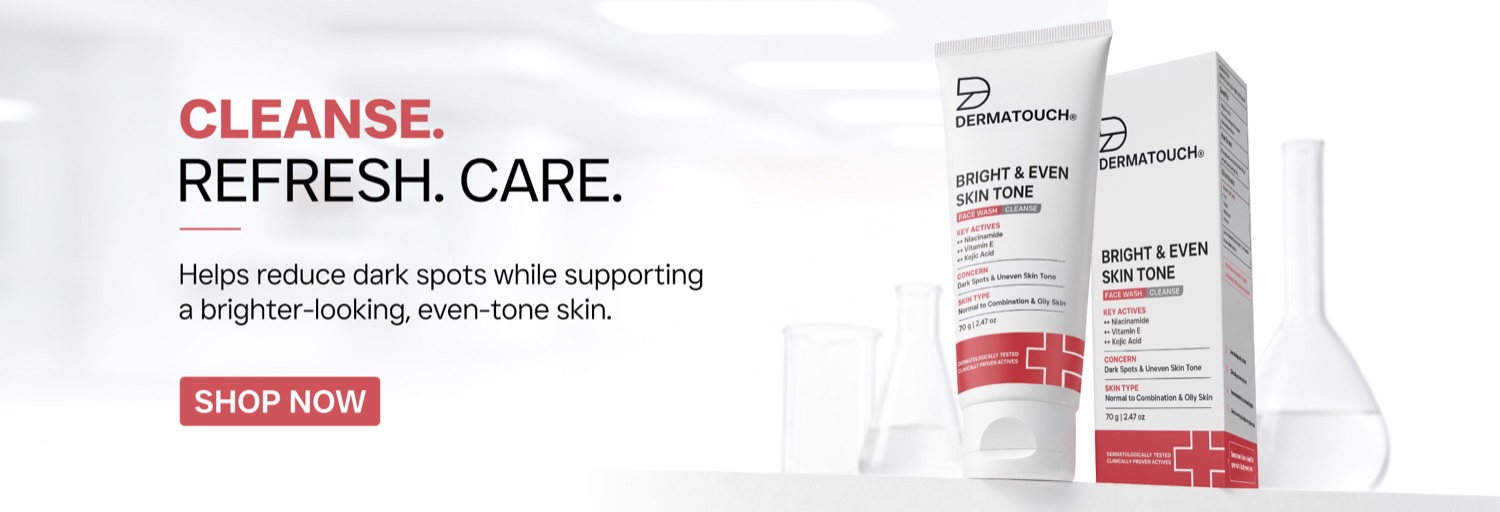 CLEANSE.
REFRESH. CARE.
Helps reduce dark spots while supporting
a brighter-looking, even-tone skin.
SHOP NOW
DERMATOUCH®
BRIGHT & EVEN
SKIN TONE
FACE WASH CLEANSE
KEY ACTIVES
++ Niacinamide
++ Vitamin E
++ Kojic Acid
CONCERN
Dark Spots & Uneven Skin Tone
SKIN TYPE
Normal to Combination & Oily Skin
70 g | 2.47 oz
DERMATOLOGICALLY TESTED
CLINICALLY PROVEN ACTIVES
DERMATOUCH®
BRIGHT & EVEN
SKIN TONE
FACE WASH CLEANSE
KEY ACTIVES
++ Niacinamide
++ Vitamin E
++ Kojic Acid
CONCERN
Dark Spots & Uneven Skin Tone
SKIN TYPE
Normal to Combination & Oily Skin
70 g | 2.47 oz
DERMATOLOGICALLY TESTED
CLINICALLY PROVEN ACTIVES